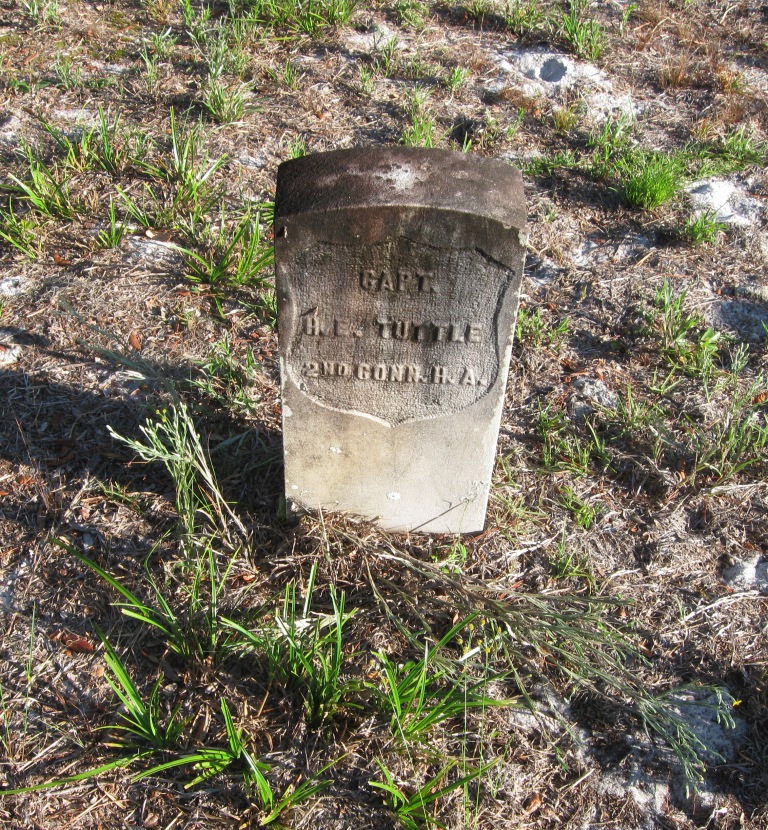 CAPT.
H.E. TUTTLE
2ND CONN. H. A.